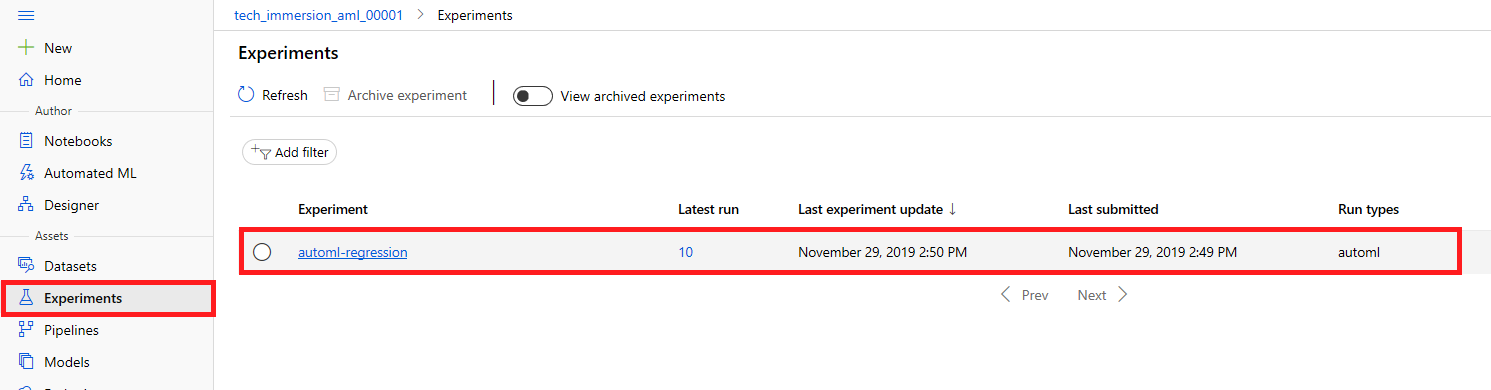 tech_immersion_aml_00001 > Experiments
New
Home
Author
Notebooks
Automated ML
Designer
Assets
Datasets
Experiments
Pipelines
Models
Experiments
Refresh Archive experiment View archived experiments
Add filter
Experiment Latest run Last experiment update ↓ Last submitted Run types
automl-regression 10 November 29, 2019 2:50 PM November 29, 2019 2:49 PM automl
< Prev Next >